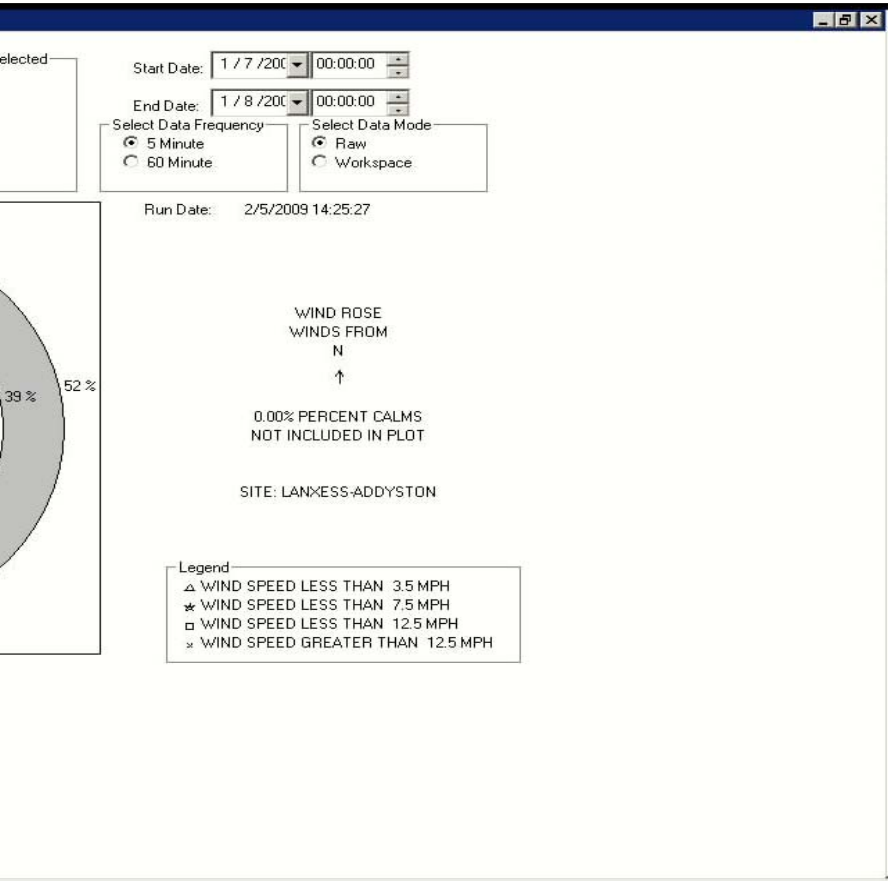 elected
Start Date: 1 / 7 /200 00:00:00
End Date: 1 / 8 /200 00:00:00
Select Data Frequency Select Data Mode
5 Minute Raw
60 Minute Workspace
Run Date: 2/5/2009 14:25:27
WIND ROSE
WINDS FROM
N
39 % 52 %
0.00% PERCENT CALMS
NOT INCLUDED IN PLOT
SITE: LANXESS-ADDYSTON
Legend
WIND SPEED LESS THAN 3.5 MPH
WIND SPEED LESS THAN 7.5 MPH
WIND SPEED LESS THAN 12.5 MPH
WIND SPEED GREATER THAN 12.5 MPH